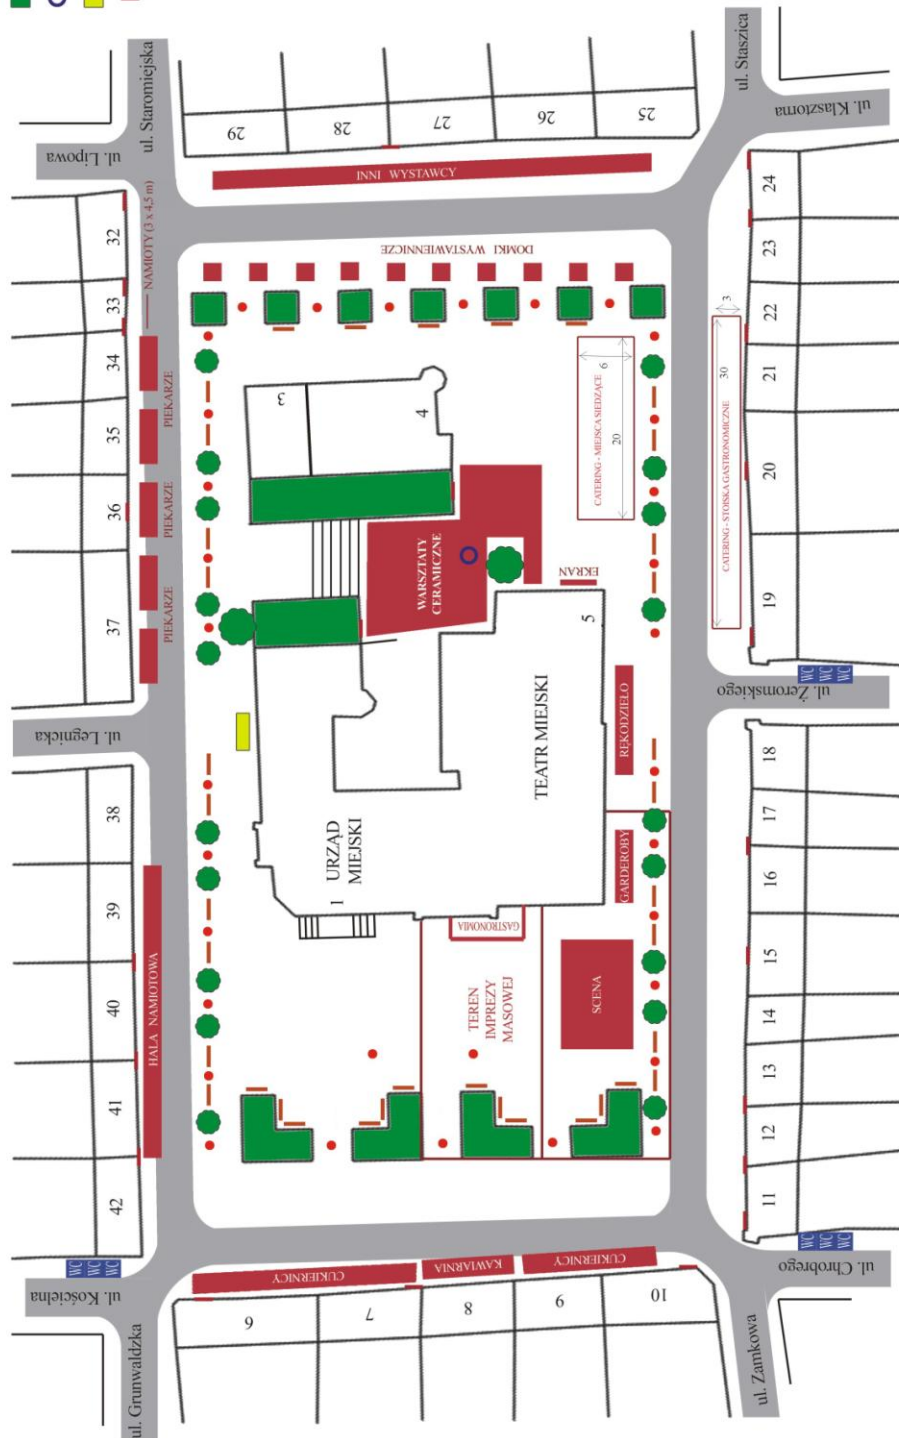 ul. Staromiejska
ul. Lipowa
ul. Staszica
ul. Klasztorna
29
28
27
26
25
INNI WYSTAWCY
NAMIOTY (3 x 4,5 m)
DOMKI WYSTAWIENNICZE
32
33
34
35
36
37
PIEKARZE
PIEKARZE
PIEKARZE
24
23
22
21
20
19
3
4
6
20
CATERING - MIEJSCA SIEDZĄCE
3
30
CATERING - STOISKA GASTRONOMICZNE
WARSZTATY
CERAMICZNE
EKRAN
5
TEATR MIEJSKI
RĘKODZIEŁO
WC
WC
WC
ul. Żeromskiego
ul. Legnicka
1 URZĄD
MIEJSKI
GARDEROBY
GASTRONOMIA
TEREN
IMPREZY
MASOWEJ
SCENA
HALA NAMIOTOWA
38
39
40
41
42
18
17
16
15
14
13
12
11
WC
WC
WC
ul. Kościelna
ul. Grunwaldzka
CUKIERNICY
KAWIARNIA
CUKIERNICY
6
7
8
9
10
WC
WC
WC
ul. Chrobrego
ul. Zamkowa